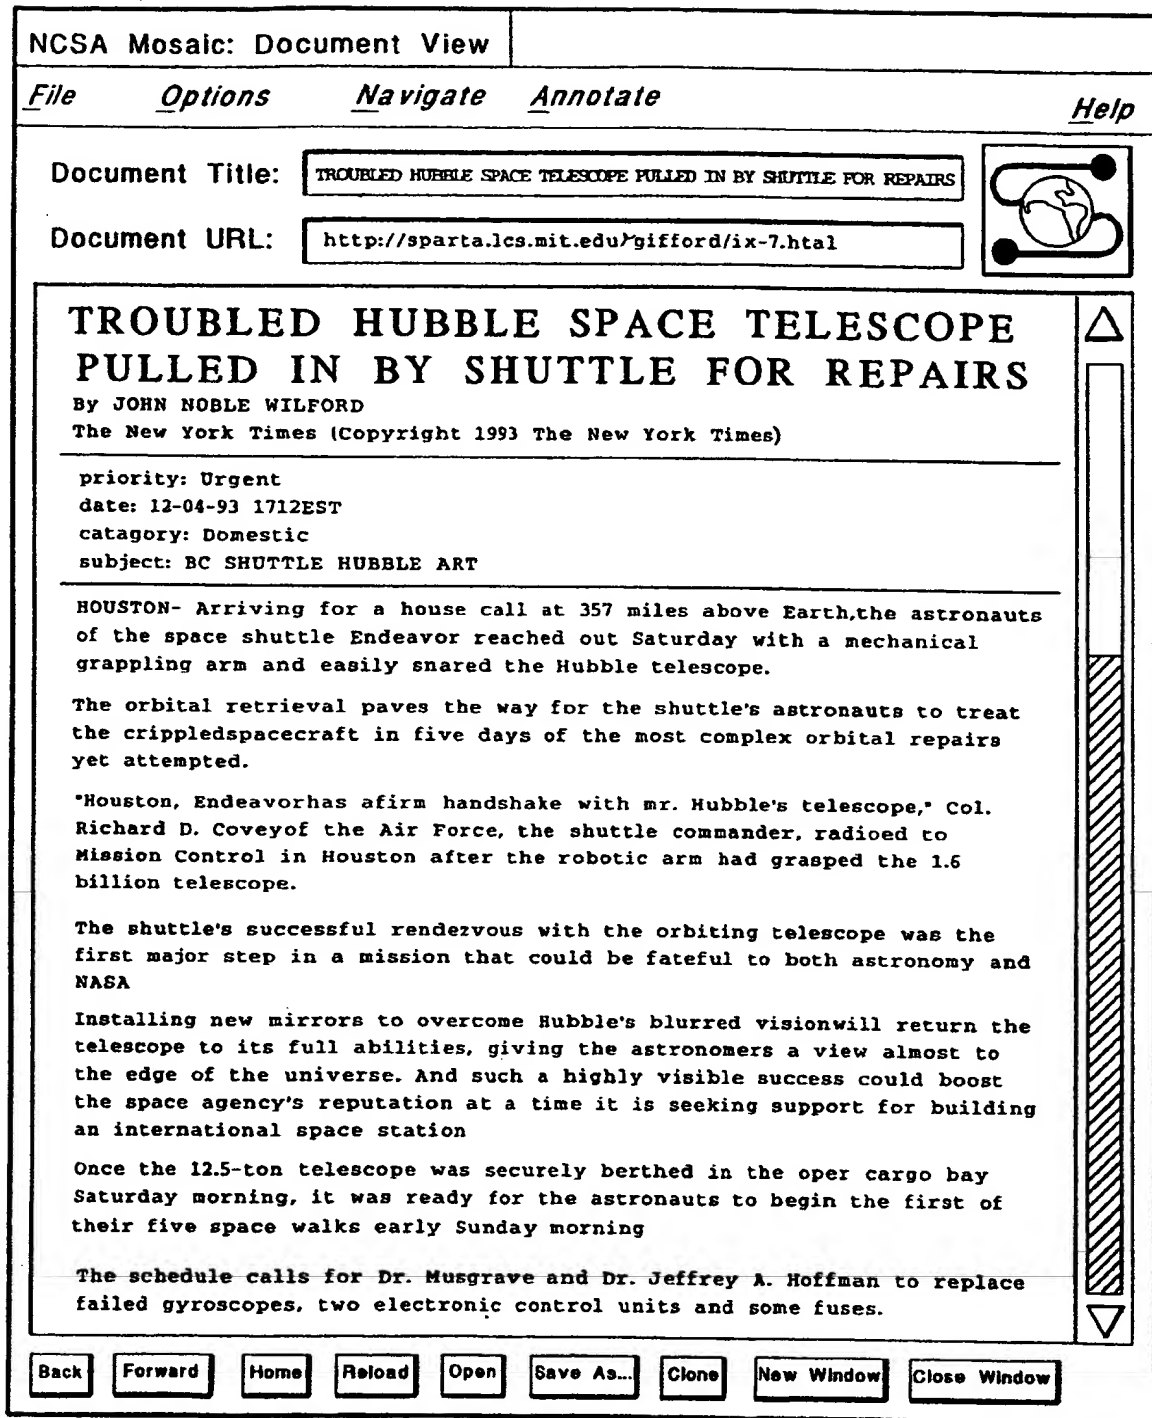 NCSA Mosaic: Document View
File Options Navigate Annotate Help
Document Title: TROUBLED HUBBLE SPACE TELESCOPE PULLED IN BY SHUTTLE FOR REPAIRS
Document URL: http://sparta.lcs.mit.edu/gifford/ix-7.htal
TROUBLED HUBBLE SPACE TELESCOPE
PULLED IN BY SHUTTLE FOR REPAIRS
By JOHN NOBLE WILFORD
The New York Times (Copyright 1993 The New York Times)
priority: Urgent
date: 12-04-93 1712EST
catagory: Domestic
subject: BC SHUTTLE HUBBLE ART
HOUSTON- Arriving for a house call at 357 miles above Earth,the astronauts
of the space shuttle Endeavor reached out Saturday with a mechanical
grappling arm and easily snared the Hubble telescope.
The orbital retrieval paves the way for the shuttle's astronauts to treat
the crippledspacecraft in five days of the most complex orbital repairs
yet attempted.
"Houston, Endeavorhas afirm handshake with mr. Hubble's telescope," Col.
Richard D. Coveyof the Air Force, the shuttle commander, radioed to
Mission Control in Houston after the robotic arm had grasped the 1.6
billion telescope.
The shuttle's successful rendezvous with the orbiting telescope was the
first major step in a mission that could be fateful to both astronomy and
NASA
Installing new mirrors to overcome Hubble's blurred visionwill return the
telescope to its full abilities, giving the astronomers a view almost to
the edge of the universe. And such a highly visible success could boost
the space agency's reputation at a time it is seeking support for building
an international space station
Once the 12.5-ton telescope was securely berthed in the oper cargo bay
Saturday morning, it was ready for the astronauts to begin the first of
their five space walks early Sunday morning
The schedule calls for Dr. Musgrave and Dr. Jeffrey A. Hoffman to replace
failed gyroscopes, two electronic control units and some fuses.
Back Forward Home Reload Open Save As... Clone New Window Close Window